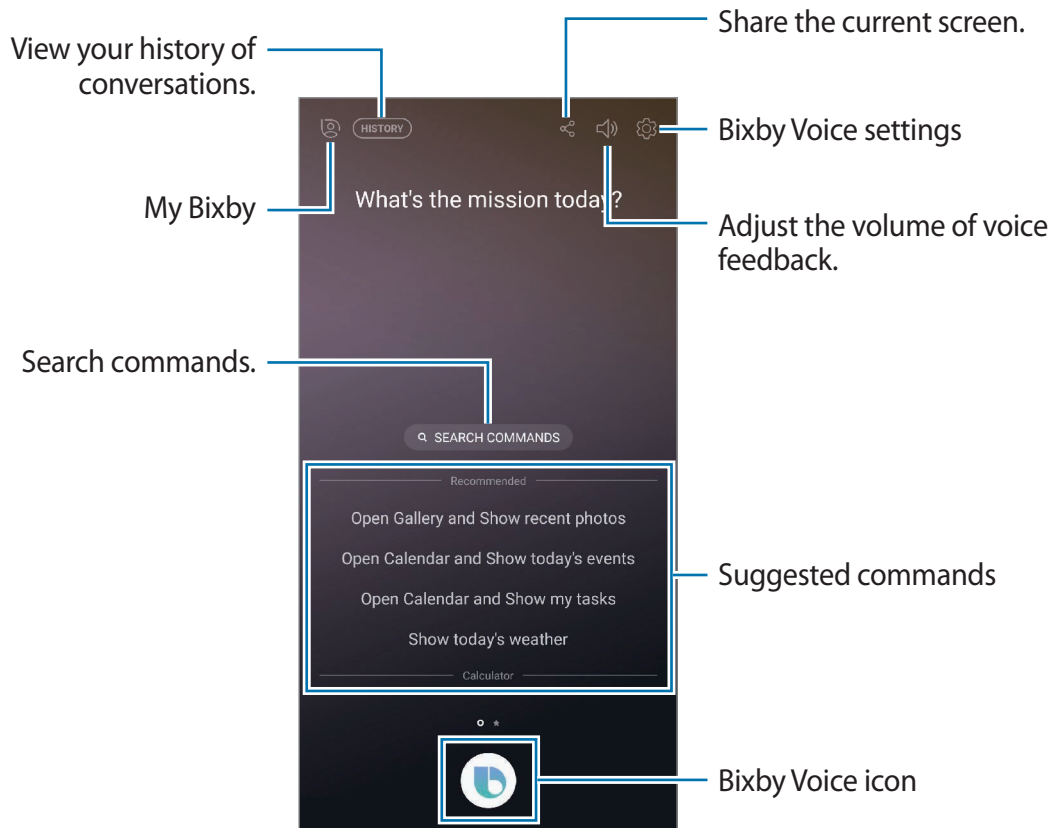 Share the current screen.
View your history of
conversations.
HISTORY
Bixby Voice settings
My Bixby
What's the mission today?
Adjust the volume of voice
feedback.
Search commands.
SEARCH COMMANDS
Recommended
Open Gallery and Show recent photos
Open Calendar and Show today's events
Suggested commands
Open Calendar and Show my tasks
Show today's weather
Calculator
Bixby Voice icon